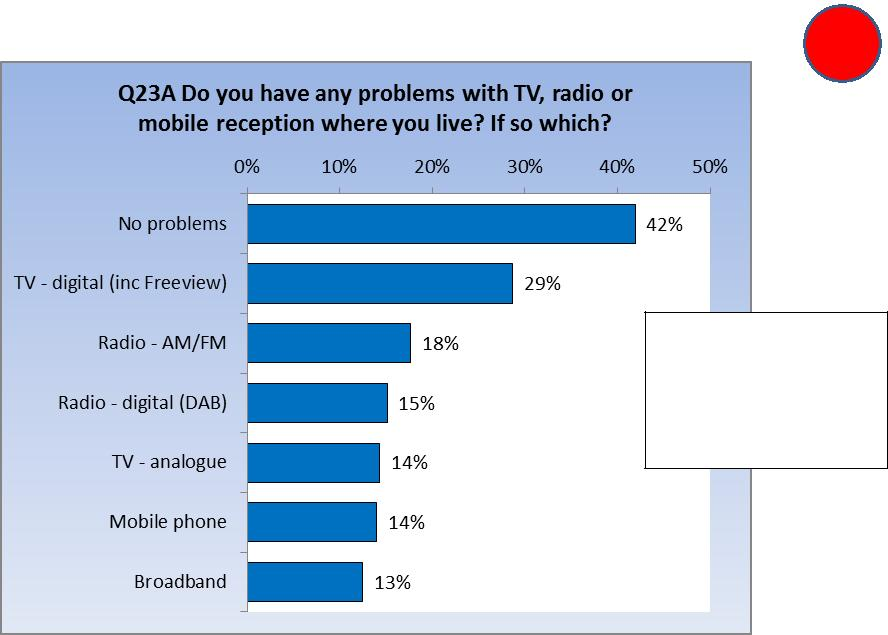 Q23A Do you have any problems with TV, radio or
mobile reception where you live? If so which?
0% 10% 20% 30% 40% 50%
No problems 42%
TV - digital (inc Freeview) 29%
Radio - AM/FM 18%
Radio - digital (DAB) 15%
TV - analogue 14%
Mobile phone 14%
Broadband 13%